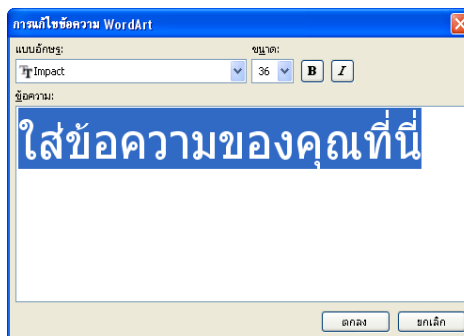 การแก้ไขข้อความ WordArt
แบบอักษร: ขนาด:
Impact 36 B I
ข้อความ:
ใส่ข้อความของคุณที่นี่
ตกลง ยกเลิก